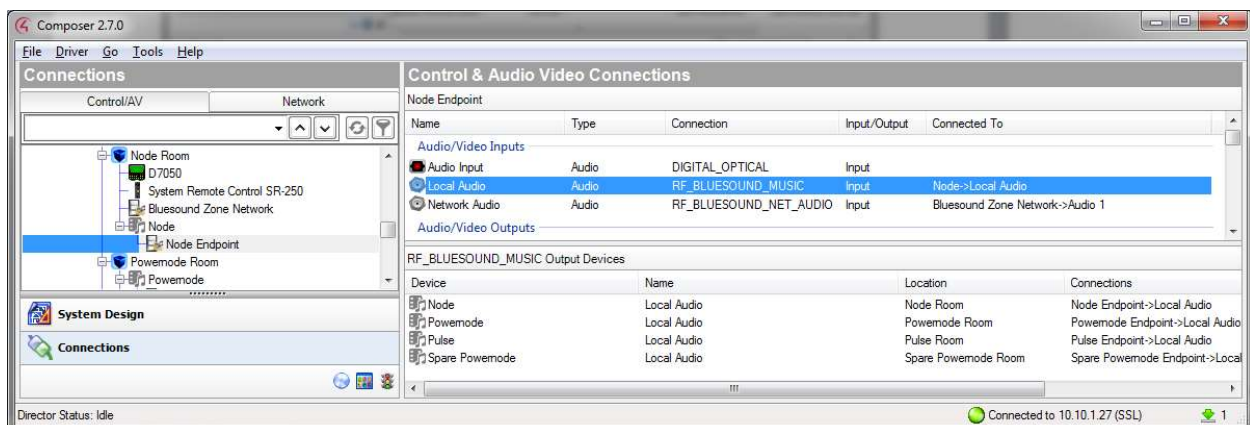 Composer 2.7.0
File Driver Go Tools Help
Connections
Control/AV Network
Node Room
D7050
System Remote Control SR-250
Bluesound Zone Network
Node
Node Endpoint
Powernode Room
Powernode
System Design
Connections
Control & Audio Video Connections
Node Endpoint
Name Type Connection Input/Output Connected To
Audio/Video Inputs
Audio Input Audio DIGITAL_OPTICAL Input
Local Audio Audio RF_BLUESOUND_MUSIC Input Node->Local Audio
Network Audio Audio RF_BLUESOUND_NET_AUDIO Input Bluesound Zone Network->Audio 1
Audio/Video Outputs
RF_BLUESOUND_MUSIC Output Devices
Device Name Location Connections
Node Local Audio Node Room Node Endpoint->Local Audio
Powernode Local Audio Powernode Room Powernode Endpoint->Local Audio
Pulse Local Audio Pulse Room Pulse Endpoint->Local Audio
Spare Powernode Local Audio Spare Powernode Room Spare Powernode Endpoint->Local
Director Status: Idle Connected to 10.10.1.27 (SSL) 1